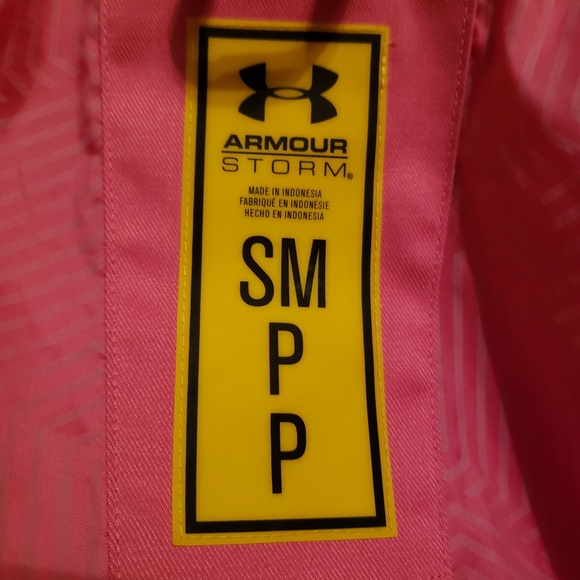 ARMOUR
STORM®
MADE IN INDONESIA
FABRIQUÉ EN INDONÉSIE
HECHO EN INDONESIA
SM
P
P